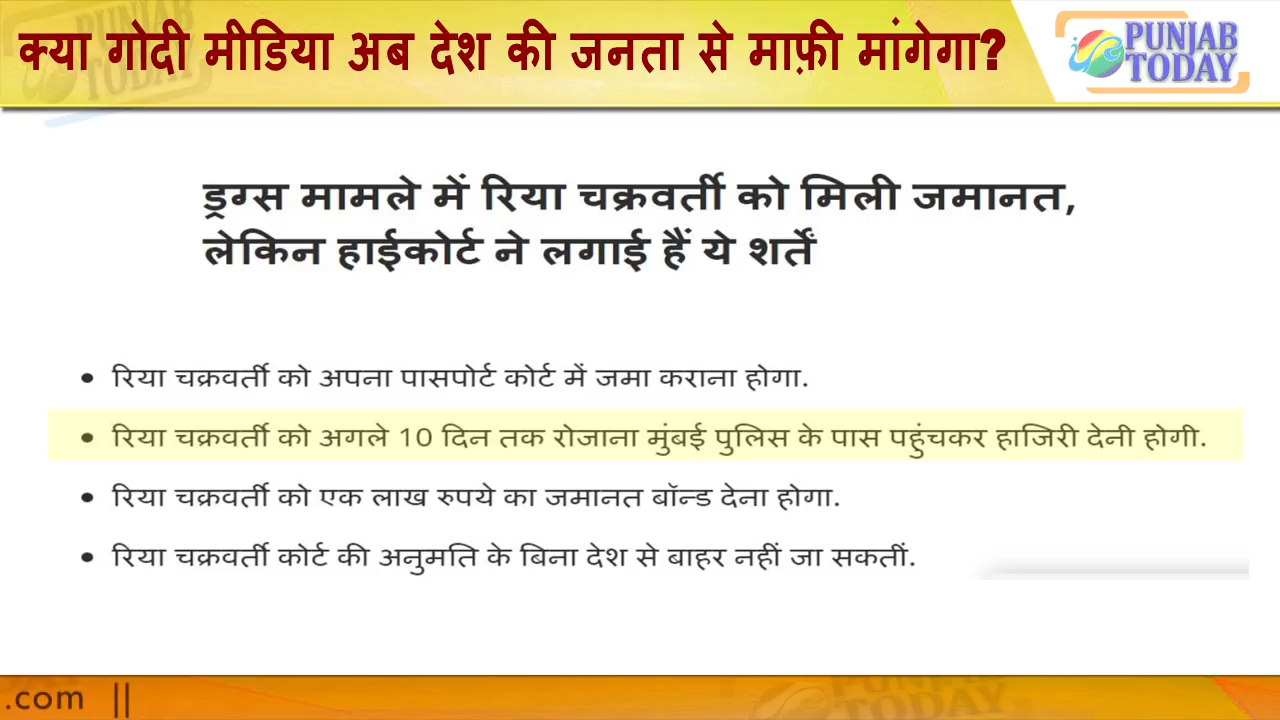 क्या गोदी मीडिया अब देश की जनता से माफ़ी मांगेगा?
PUNJAB
TODAY
ड्रग्स मामले में रिया चक्रवर्ती को मिली जमानत,
लेकिन हाईकोर्ट ने लगाई हैं ये शर्तें
• रिया चक्रवर्ती को अपना पासपोर्ट कोर्ट में जमा कराना होगा.
• रिया चक्रवर्ती को अगले 10 दिन तक रोजाना मुंबई पुलिस के पास पहुंचकर हाजिरी देनी होगी.
• रिया चक्रवर्ती को एक लाख रुपये का जमानत बॉन्ड देना होगा.
• रिया चक्रवर्ती कोर्ट की अनुमति के बिना देश से बाहर नहीं जा सकतीं.
.com ||